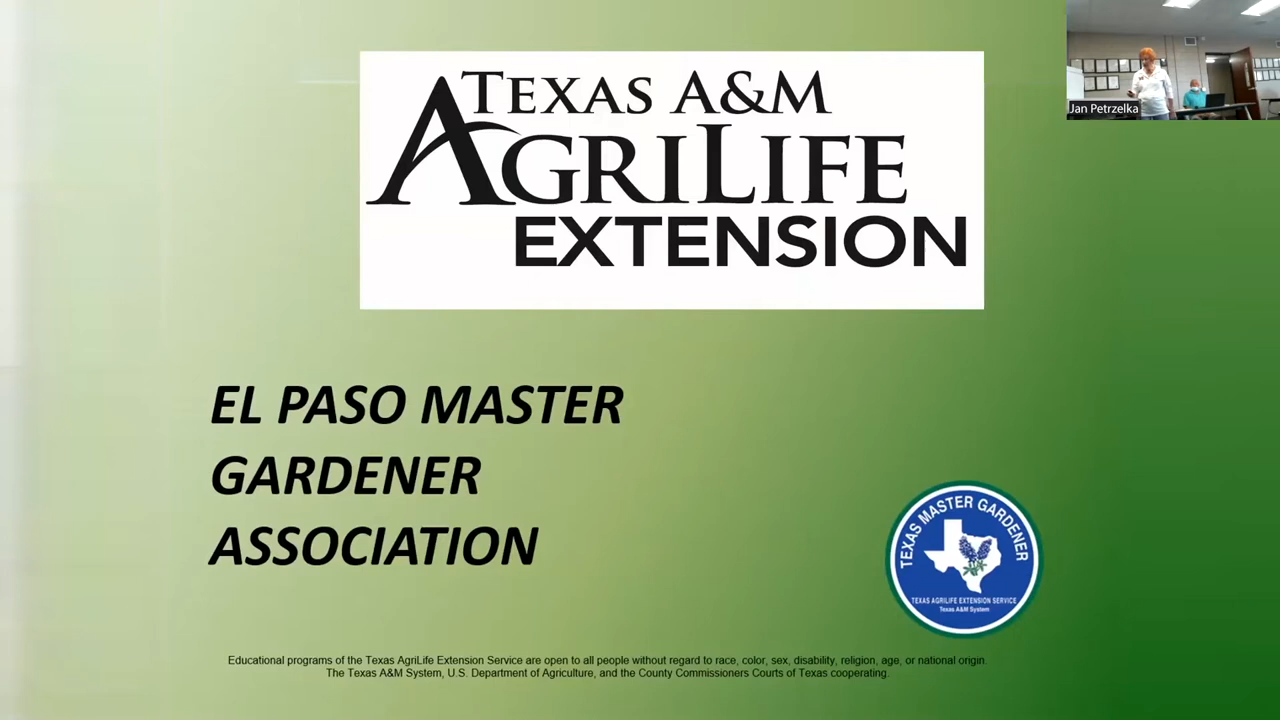 TEXAS A&M
AGRILIFE
EXTENSION
Jan Petrzelka
EL PASO MASTER
GARDENER
ASSOCIATION
TEXAS MASTER GARDENER
TEXAS AGRILIFE EXTENSION SERVICE
Texas A&M System
Educational programs of the Texas AgriLife Extension Service are open to all people without regard to race, color, sex, disability, religion, age, or national origin.
The Texas A&M System, U.S. Department of Agriculture, and the County Commissioners Courts of Texas cooperating.